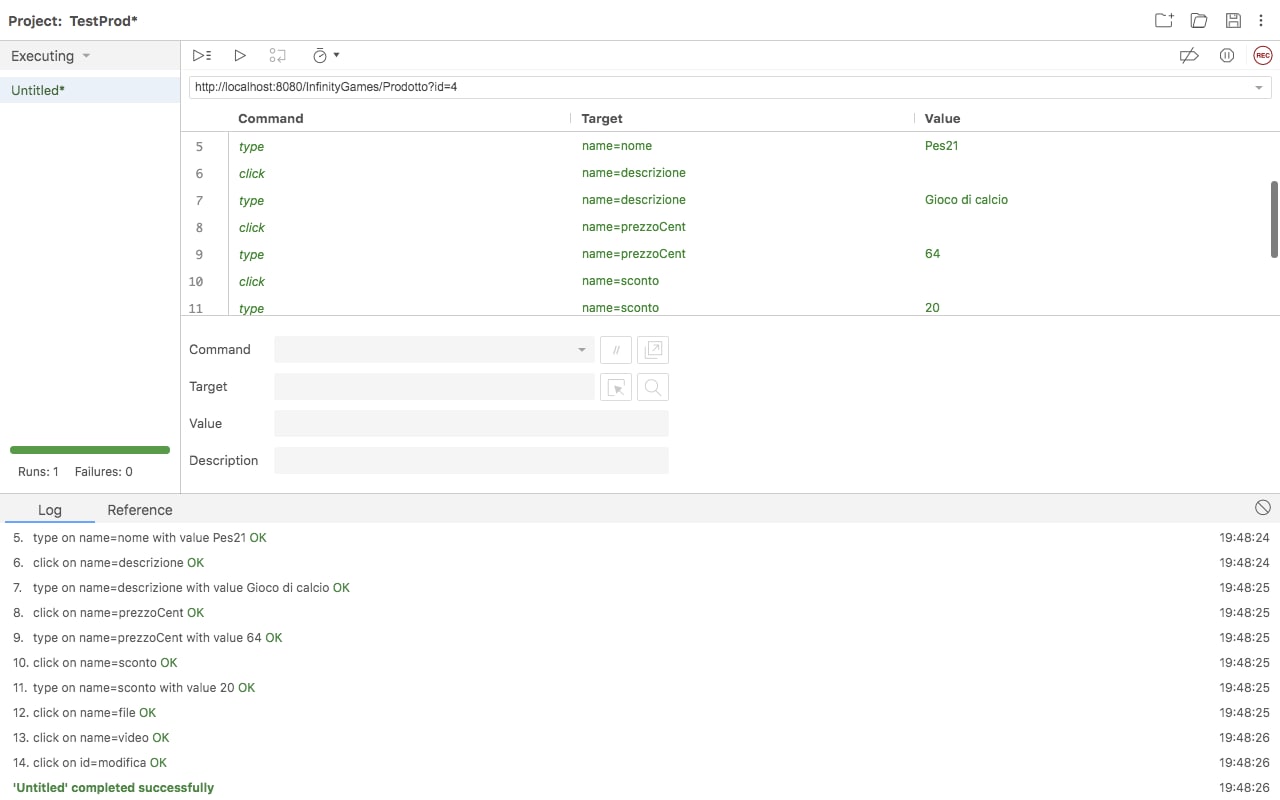 Project: TestProd*
Executing
REC
Untitled*
http://localhost:8080/InfinityGames/Prodotto?id=4
Command Target Value
5 type name=nome Pes21
6 click name=descrizione
7 type name=descrizione Gioco di calcio
8 click name=prezzoCent
9 type name=prezzoCent 64
10 click name=sconto
11 type name=sconto 20
Command //
Target
Value
Description
Runs: 1 Failures: 0
Log Reference
5. type on name=nome with value Pes21 OK 19:48:24
6. click on name=descrizione OK 19:48:24
7. type on name=descrizione with value Gioco di calcio OK 19:48:25
8. click on name=prezzoCent OK 19:48:25
9. type on name=prezzoCent with value 64 OK 19:48:25
10. click on name=sconto OK 19:48:25
11. type on name=sconto with value 20 OK 19:48:25
12. click on name=file OK 19:48:25
13. click on name=video OK 19:48:26
14. click on id=modifica OK 19:48:26
'Untitled' completed successfully 19:48:26